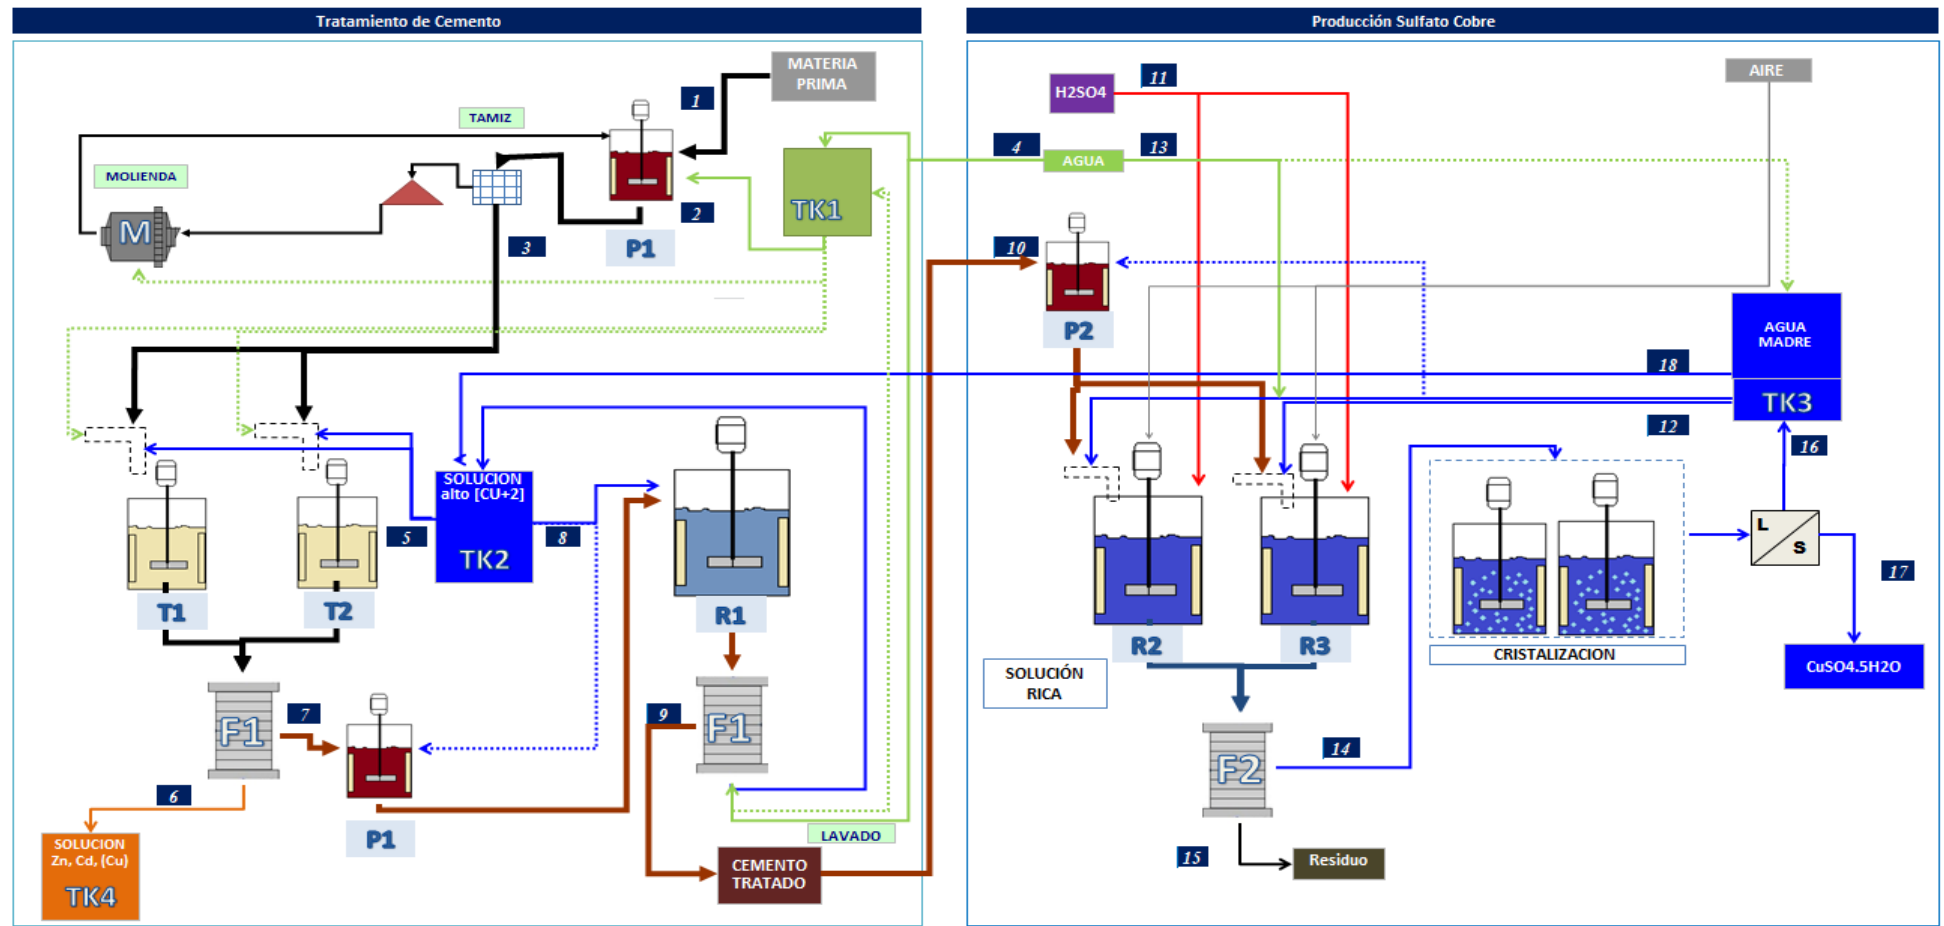 Tratamiento de Cemento
Producción Sulfato Cobre
MATERIA
PRIMA
1
TAMIZ
MOLIENDA
M
2
3
P1
TK1
4
5
SOLUCION
alto [CU+2]
TK2
8
T1
T2
R1
F1
7
6
P1
9
F1
LAVADO
SOLUCION
Zn, Cd, (Cu)
TK4
CEMENTO
TRATADO
H2SO4
11
AIRE
AGUA
13
10
P2
AGUA
MADRE
TK3
18
12
16
R2
R3
SOLUCIÓN
RICA
CRISTALIZACION
L
S
17
CuSO4.5H2O
F2
14
15
Residuo